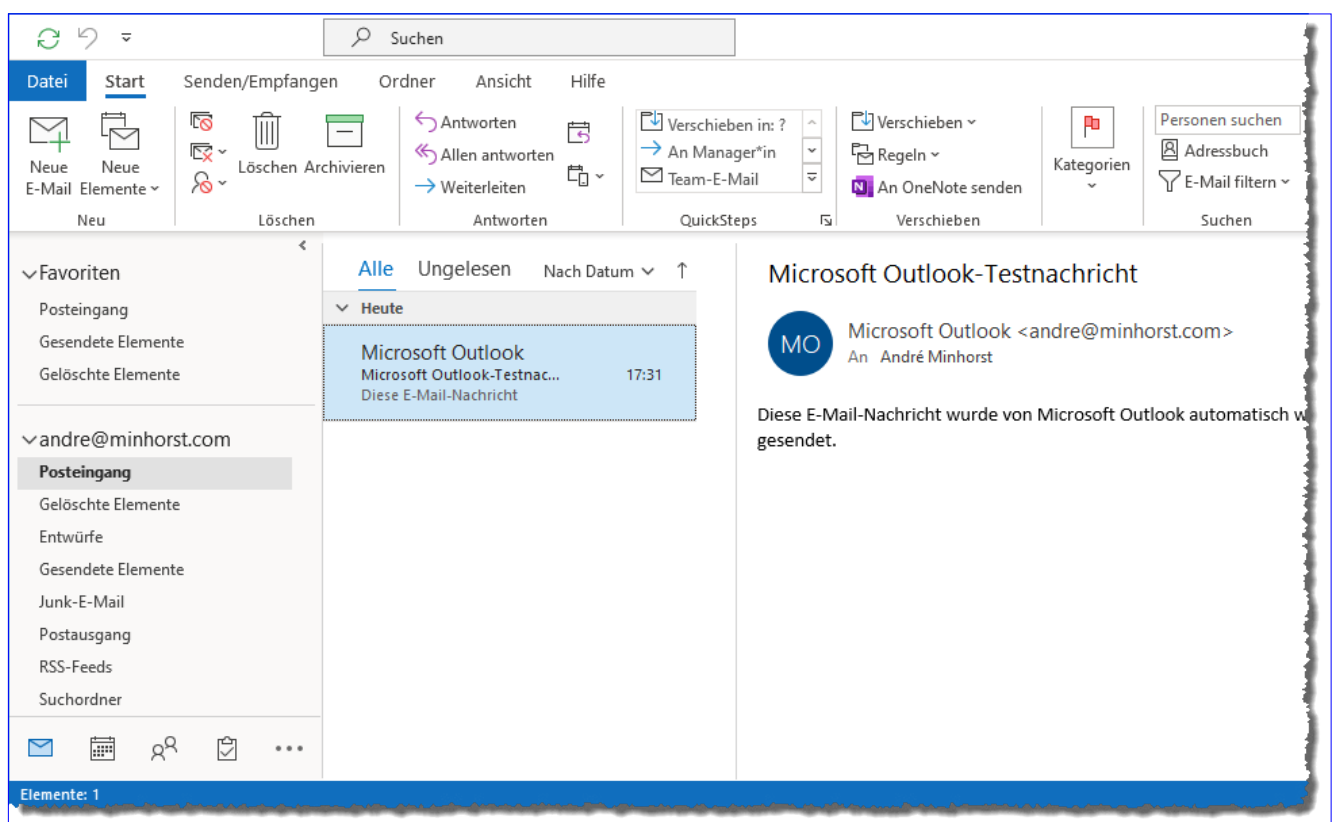 Suchen
Datei Start Senden/Empfangen Ordner Ansicht Hilfe
Neue E-Mail
Neue Elemente
Löschen
Archivieren
Antworten
Allen antworten
Weiterleiten
Verschieben in: ?
An Manager*in
Team-E-Mail
Verschieben
Regeln
An OneNote senden
Kategorien
Personen suchen
Adressbuch
E-Mail filtern
Neu Löschen Antworten QuickSteps Verschieben Suchen
Favoriten
Posteingang
Gesendete Elemente
Gelöschte Elemente
andre@minhorst.com
Posteingang
Gelöschte Elemente
Entwürfe
Gesendete Elemente
Junk-E-Mail
Postausgang
RSS-Feeds
Suchordner
Alle Ungelesen Nach Datum
Heute
Microsoft Outlook
Microsoft Outlook-Testnac... 17:31
Diese E-Mail-Nachricht
Microsoft Outlook-Testnachricht
MO
Microsoft Outlook <andre@minhorst.com>
An André Minhorst
Diese E-Mail-Nachricht wurde von Microsoft Outlook automatisch w
gesendet.
Elemente: 1